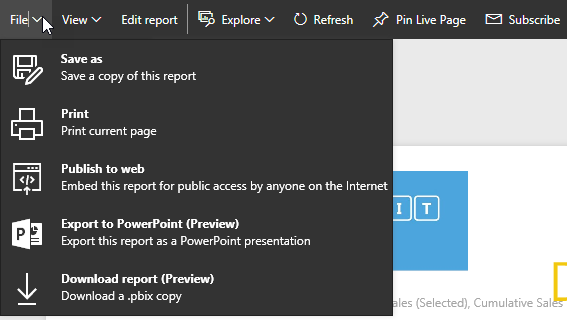 File View Edit report Explore Refresh Pin Live Page Subscribe
Save as
Save a copy of this report
Print
Print current page
Publish to web
Embed this report for public access by anyone on the Internet
I T
Export to PowerPoint (Preview)
Export this report as a PowerPoint presentation
Download report (Preview)
Download a .pbix copy
(Selected), Cumulative Sales